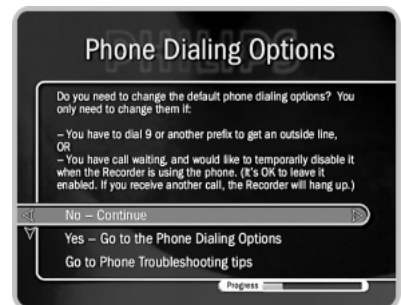 Phone Dialing Options
Do you need to change the default phone dialing options? You
only need to change them if:
– You have to dial 9 or another prefix to get an outside line,
OR
– You have call waiting, and would like to temporarily disable it
when the Recorder is using the phone. (It's OK to leave it
enabled. If you receive another call, the Recorder will hang up.)
No – Continue
Yes – Go to the Phone Dialing Options
Go to Phone Troubleshooting tips
Progress